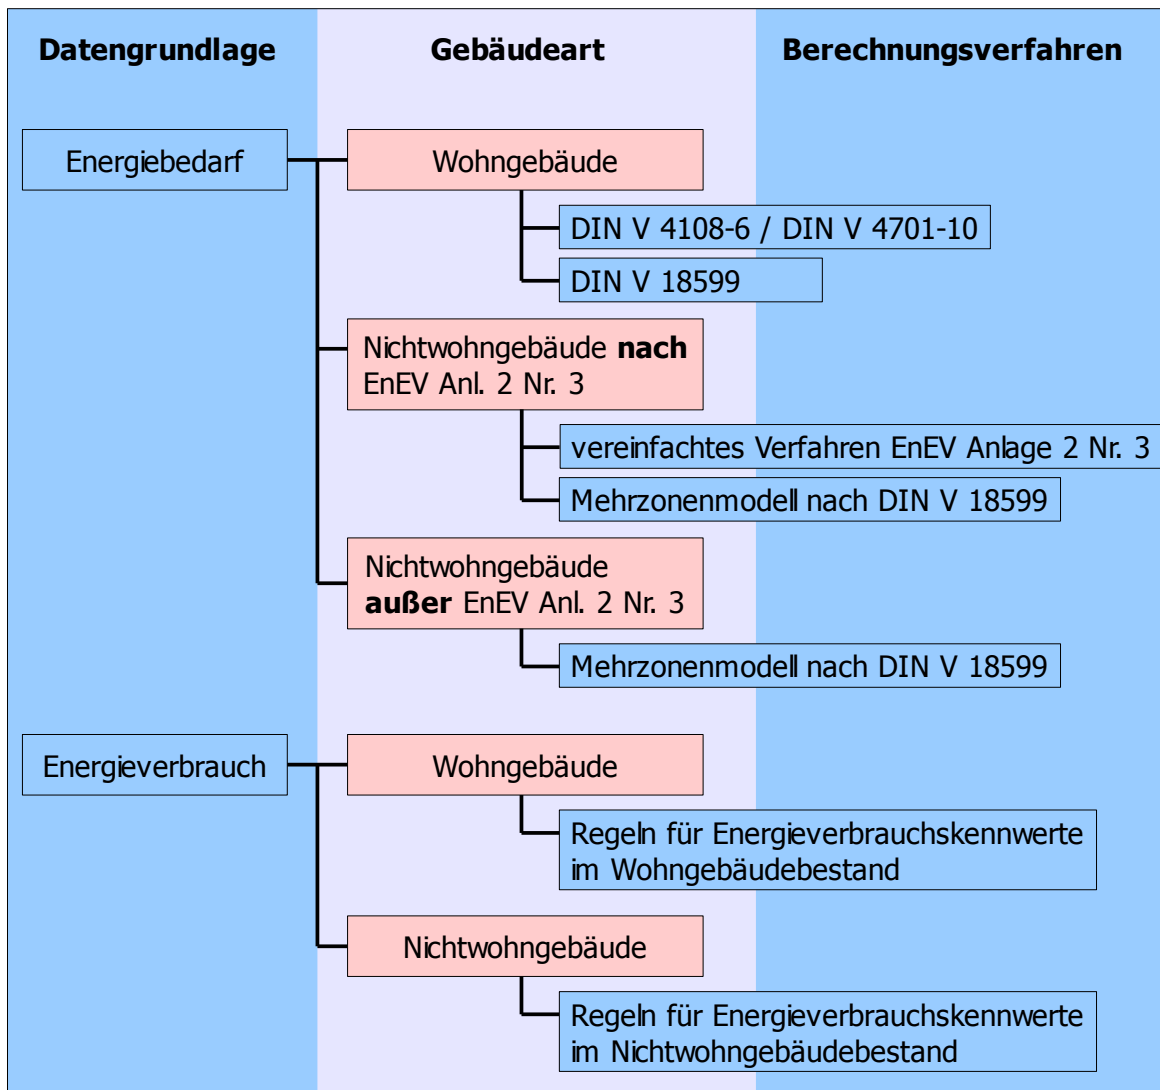 Datengrundlage
Gebäudeart
Berechnungsverfahren
Energiebedarf
Wohngebäude
DIN V 4108-6 / DIN V 4701-10
DIN V 18599
Nichtwohngebäude nach
EnEV Anl. 2 Nr. 3
vereinfachtes Verfahren EnEV Anlage 2 Nr. 3
Mehrzonenmodell nach DIN V 18599
Nichtwohngebäude
außer EnEV Anl. 2 Nr. 3
Mehrzonenmodell nach DIN V 18599
Energieverbrauch
Wohngebäude
Regeln für Energieverbrauchskennwerte
im Wohngebäudebestand
Nichtwohngebäude
Regeln für Energieverbrauchskennwerte
im Nichtwohngebäudebestand